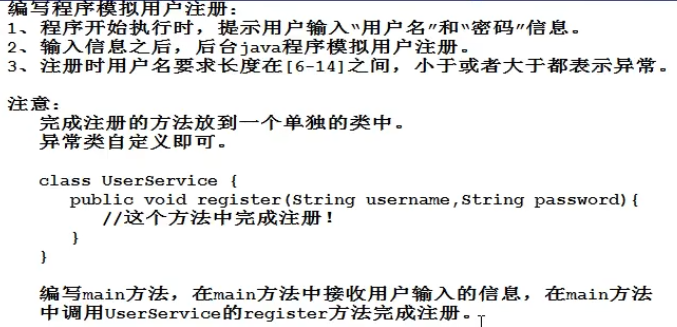 编写程序模拟用户注册：
1、程序开始执行时，提示用户输入“用户名”和“密码”信息。
2、输入信息之后，后台java程序模拟用户注册。
3、注册时用户名要求长度在[6-14]之间，小于或者大于都表示异常。
注意：
完成注册的方法放到一个单独的类中。
异常类自定义即可。
class UserService {
public void register(String username,String password){
//这个方法中完成注册！
}
}
编写main方法，在main方法中接收用户输入的信息，在main方法
中调用UserService的register方法完成注册。